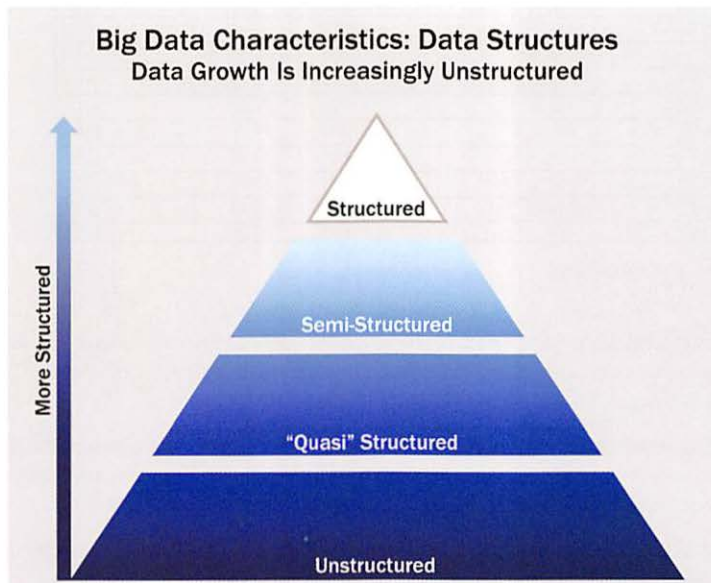 Big Data Characteristics: Data Structures
Data Growth Is Increasingly Unstructured
More Structured
Structured
Semi-Structured
“Quasi” Structured
Unstructured